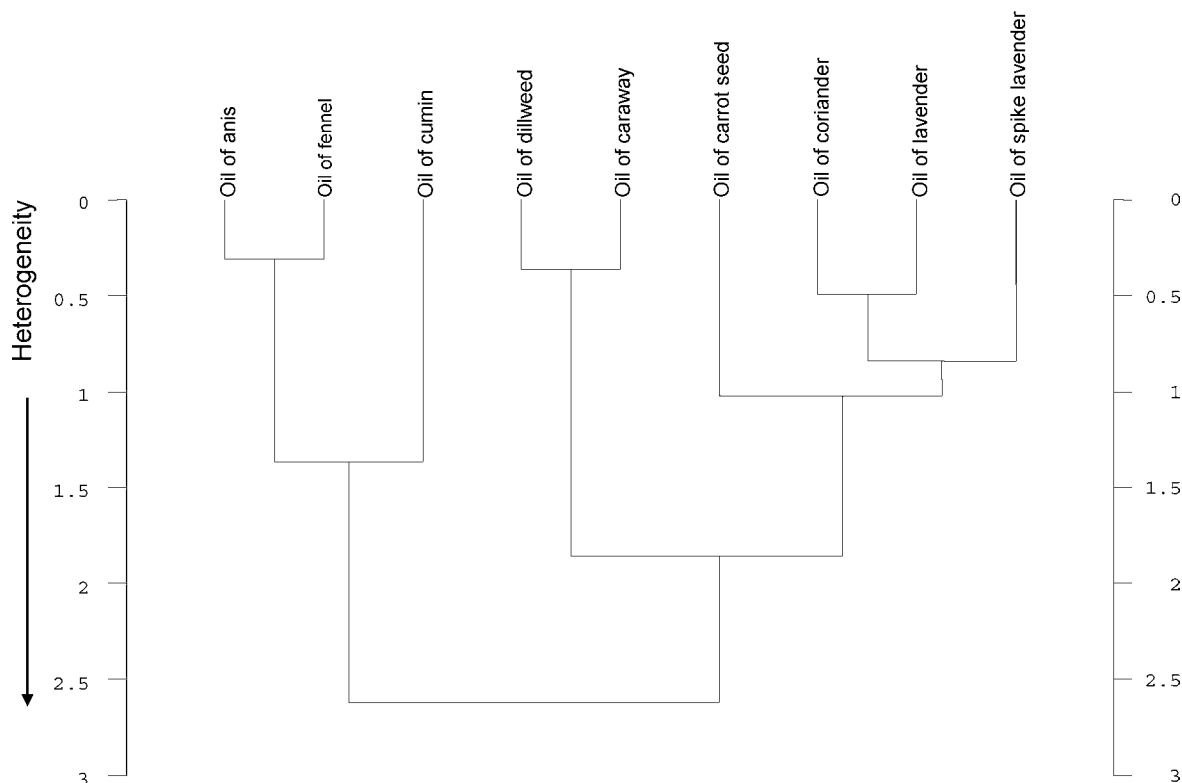 Oil of anis
Oil of fennel
Oil of cumin
Oil of dillweed
Oil of caraway
Oil of carrot seed
Oil of coriander
Oil of lavender
Oil of spike lavender
Heterogeneity
0
0.5
1
1.5
2
2.5
3
0
0.5
1
1.5
2
2.5
3